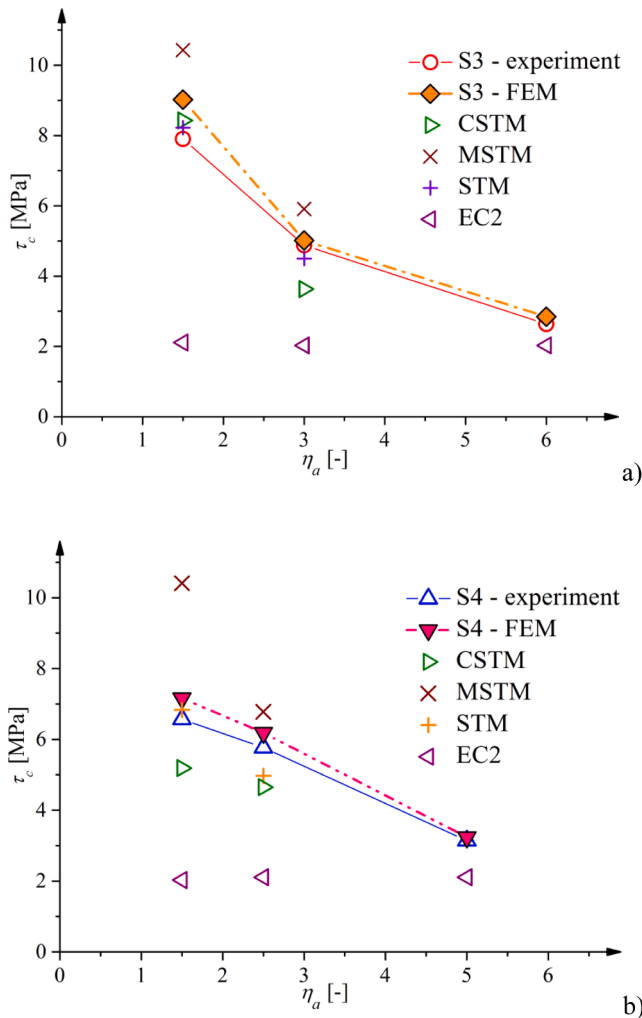 10
8
6
4
2
0
τc [MPa]
S3 - experiment
S3 - FEM
CSTM
MSTM
STM
EC2
0 1 2 3 4 5 6
ηa [-]
a)
10
8
6
4
2
0
τc [MPa]
S4 - experiment
S4 - FEM
CSTM
MSTM
STM
EC2
0 1 2 3 4 5 6
ηa [-]
b)